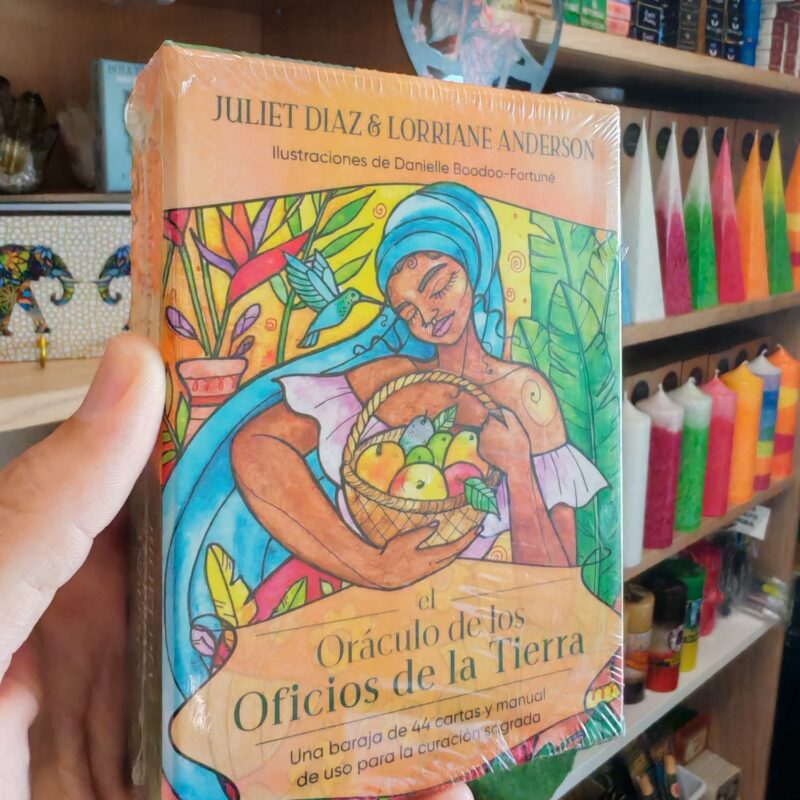 JULIET DIAZ & LORRIANE ANDERSON
Ilustraciones de Danielle Boodoo-Fortuné
el
Oráculo de los
Oficios de la Tierra
Una baraja de 44 cartas y manual
de uso para la curación sagrada